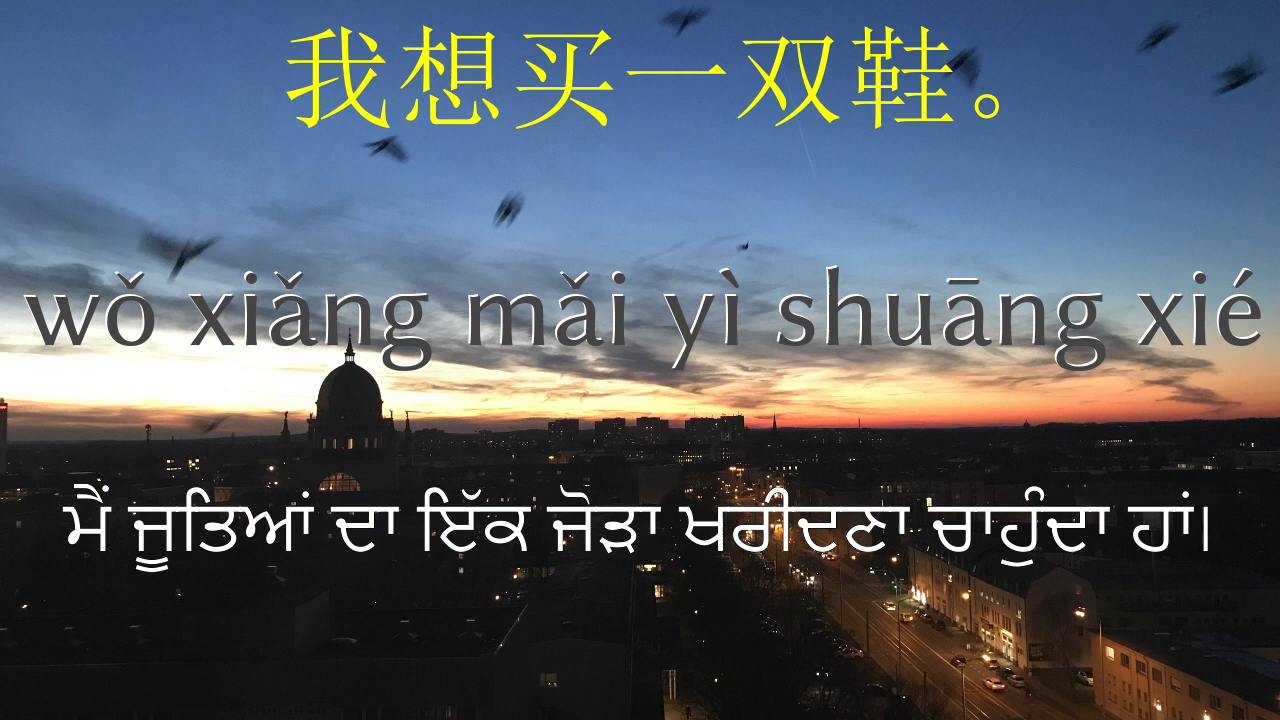 我想买一双鞋。
wǒ xiǎng mǎi yì shuāng xié
ਮੈਂ ਜੂਤਿਆਂ ਦਾ ਇੱਕ ਜੋੜਾ ਖਰੀਦਣਾ ਚਾਹੁੰਦਾ ਹਾਂ।